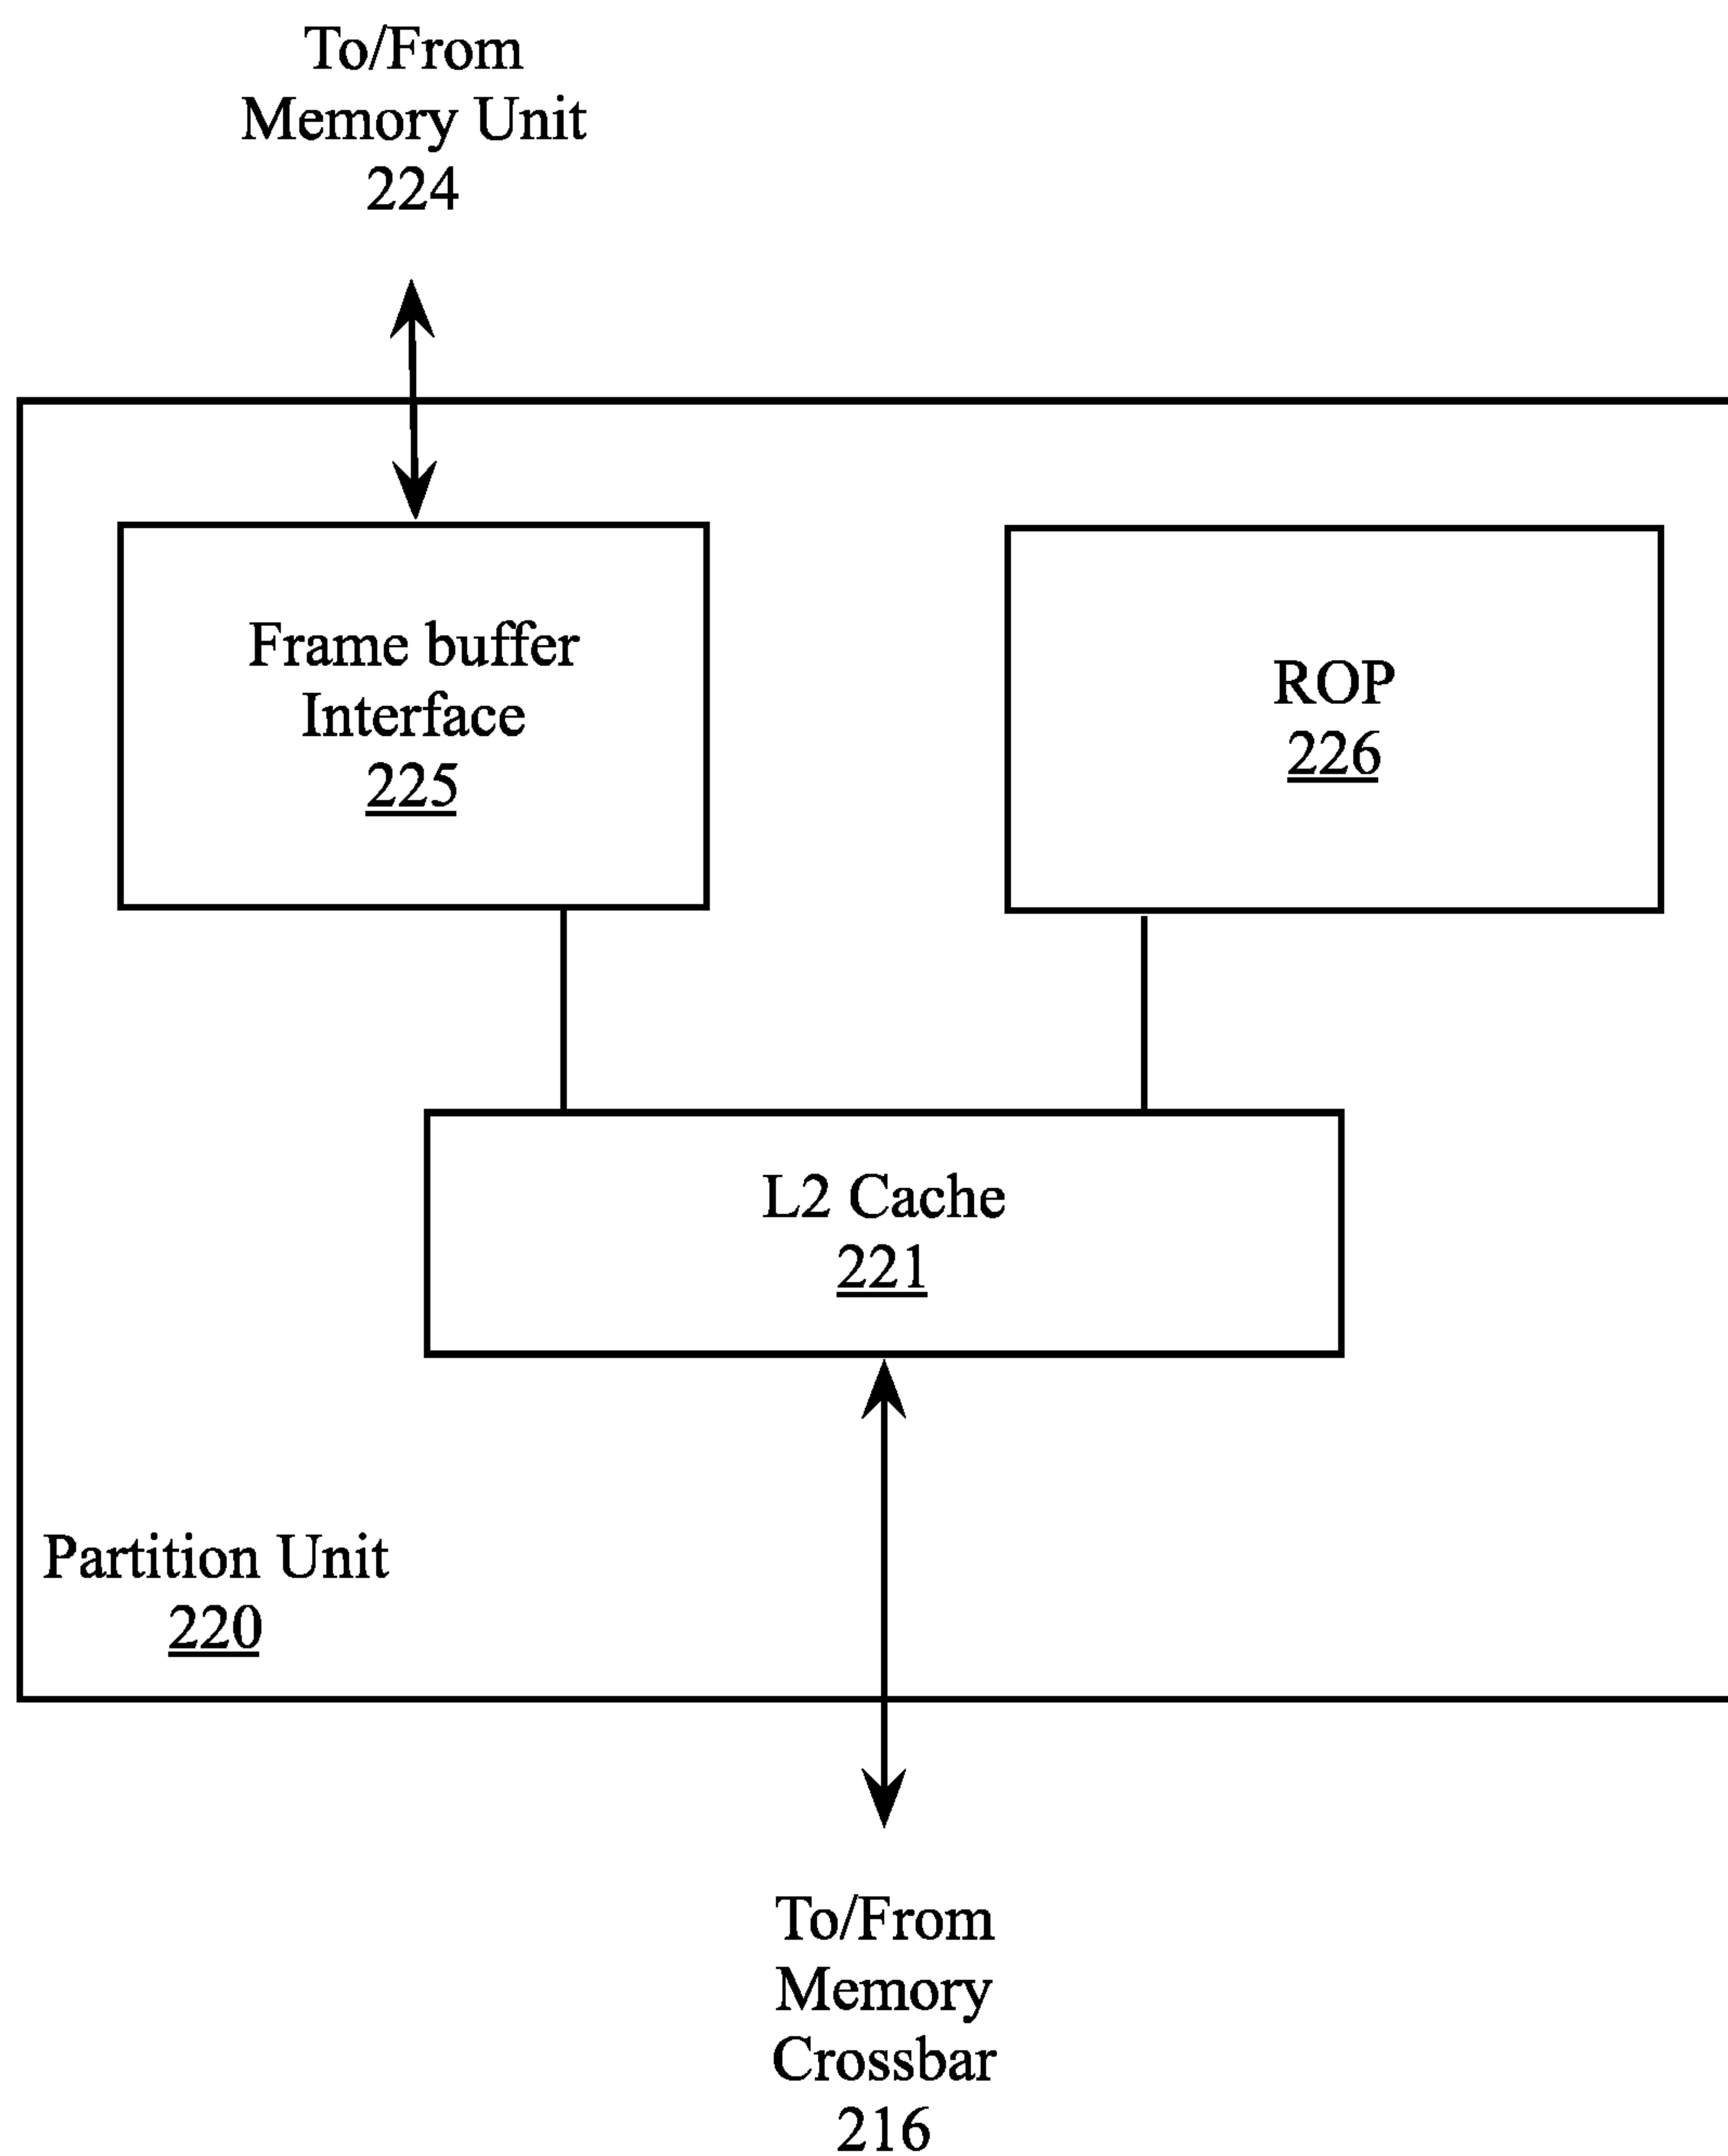 To/From
Memory Unit
224
Frame buffer
Interface
225
ROP
226
L2 Cache
221
Partition Unit
220
To/From
Memory
Crossbar
216